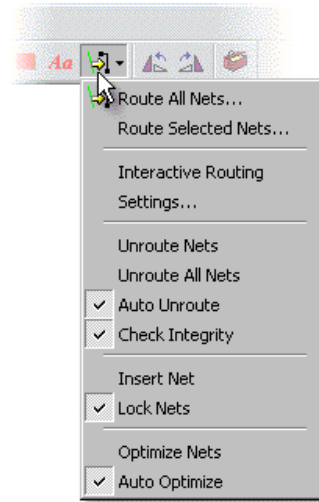 Aa
Route All Nets...
Route Selected Nets...
Interactive Routing
Settings...
Unroute Nets
Unroute All Nets
Auto Unroute
Check Integrity
Insert Net
Lock Nets
Optimize Nets
Auto Optimize